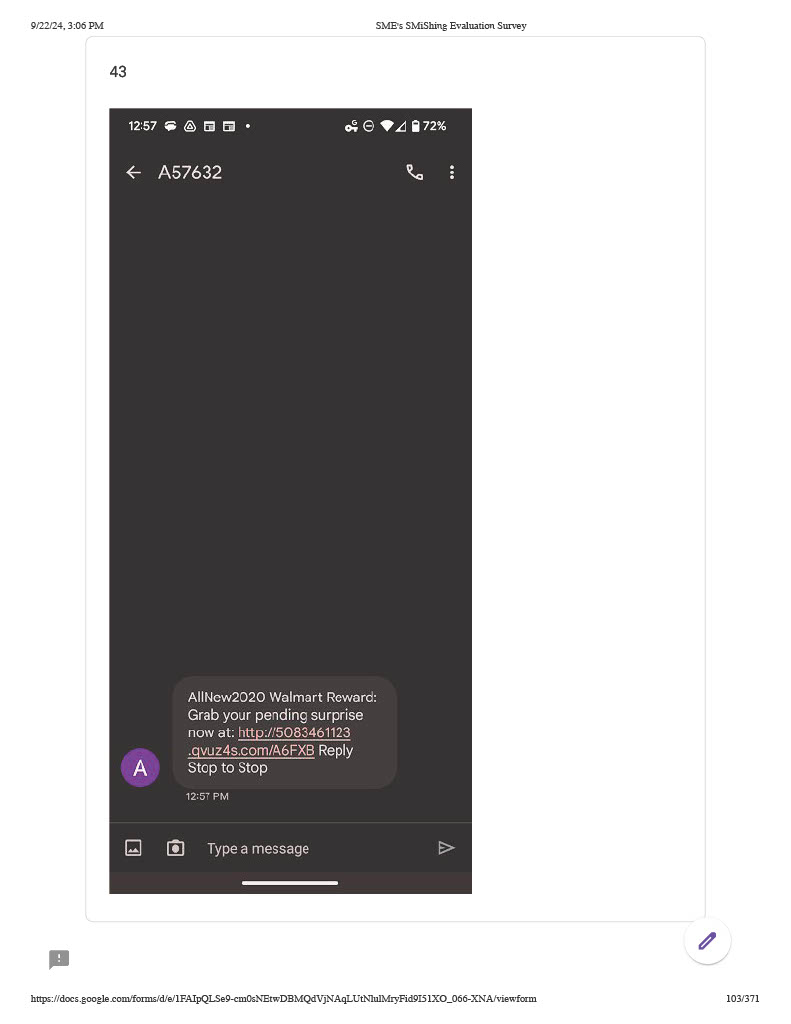 9/22/24, 3:06 PM SME's SMiShing Evaluation Survey
43
12:57 72%
A57632
AllNew2020 Walmart Reward:
Grab your pending surprise
now at: http://5083461123
.qvuz4s.com/A6FXB Reply
Stop to Stop
A
12:57 PM
Type a message
https://docs.google.com/forms/d/e/1FAIpQLSe9-cm0sNEtwDBMQdVjNAqLUtNlulMryFid9I51XO_066-XNA/viewform 103/371